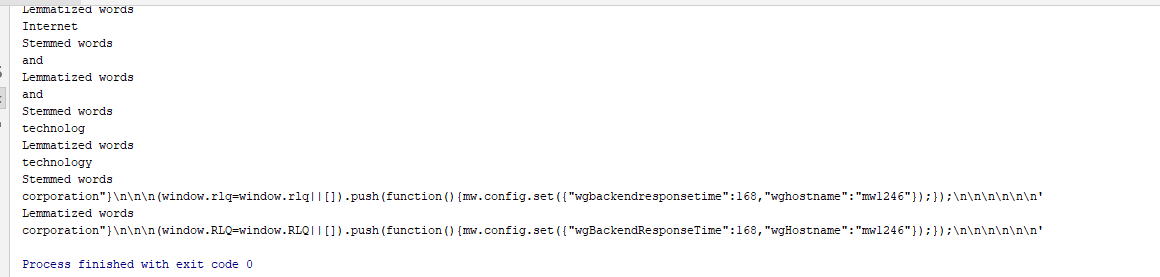 Lemmatized words
Internet
Stemmed words
and
Lemmatized words
and
Stemmed words
technolog
Lemmatized words
technology
Stemmed words
corporation"}\n\n\n(window.rlq=window.rlq||[]).push(function(){mw.config.set({"wgbackendresponsetime":168,"wghostname":"mw1246"});});\n\n\n\n\n\n'
Lemmatized words
corporation"}\n\n\n(window.RLQ=window.RLQ||[]).push(function(){mw.config.set({"wgBackendResponseTime":168,"wgHostname":"mw1246"});});\n\n\n\n\n\n'
Process finished with exit code 0